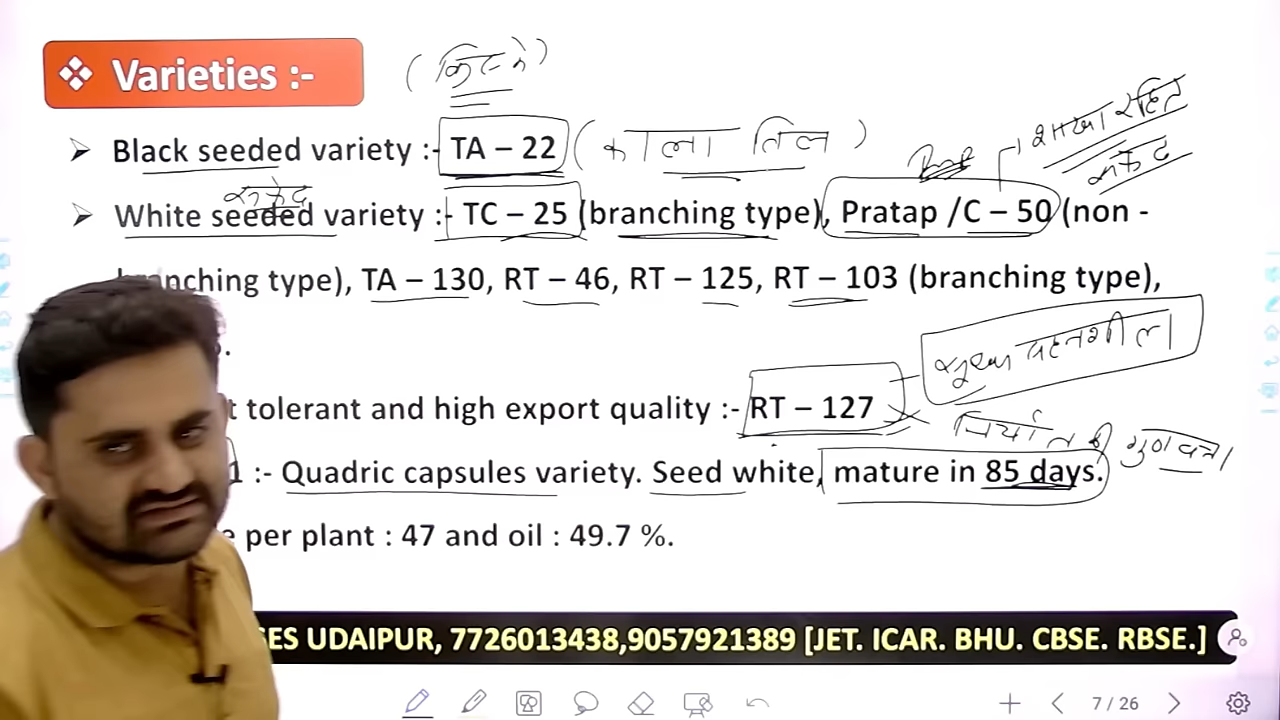 ❖ Varieties :-
(किस्मे)
➢ Black seeded variety :- TA – 22 (काला तिल)
शाखा रहित
सफेद
सफेद
➢ White seeded variety :- TC – 25 (branching type), Pratap /C – 50 (non -
branching type), TA – 130, RT – 46, RT – 125, RT – 103 (branching type),
सूखा सहनशील
t tolerant and high export quality :- RT – 127
निर्यात की गुणवत्ता
1 :- Quadric capsules variety. Seed white, mature in 85 days.
e per plant : 47 and oil : 49.7 %.
SES UDAIPUR, 7726013438,9057921389 [JET. ICAR. BHU. CBSE. RBSE.]
7 / 26